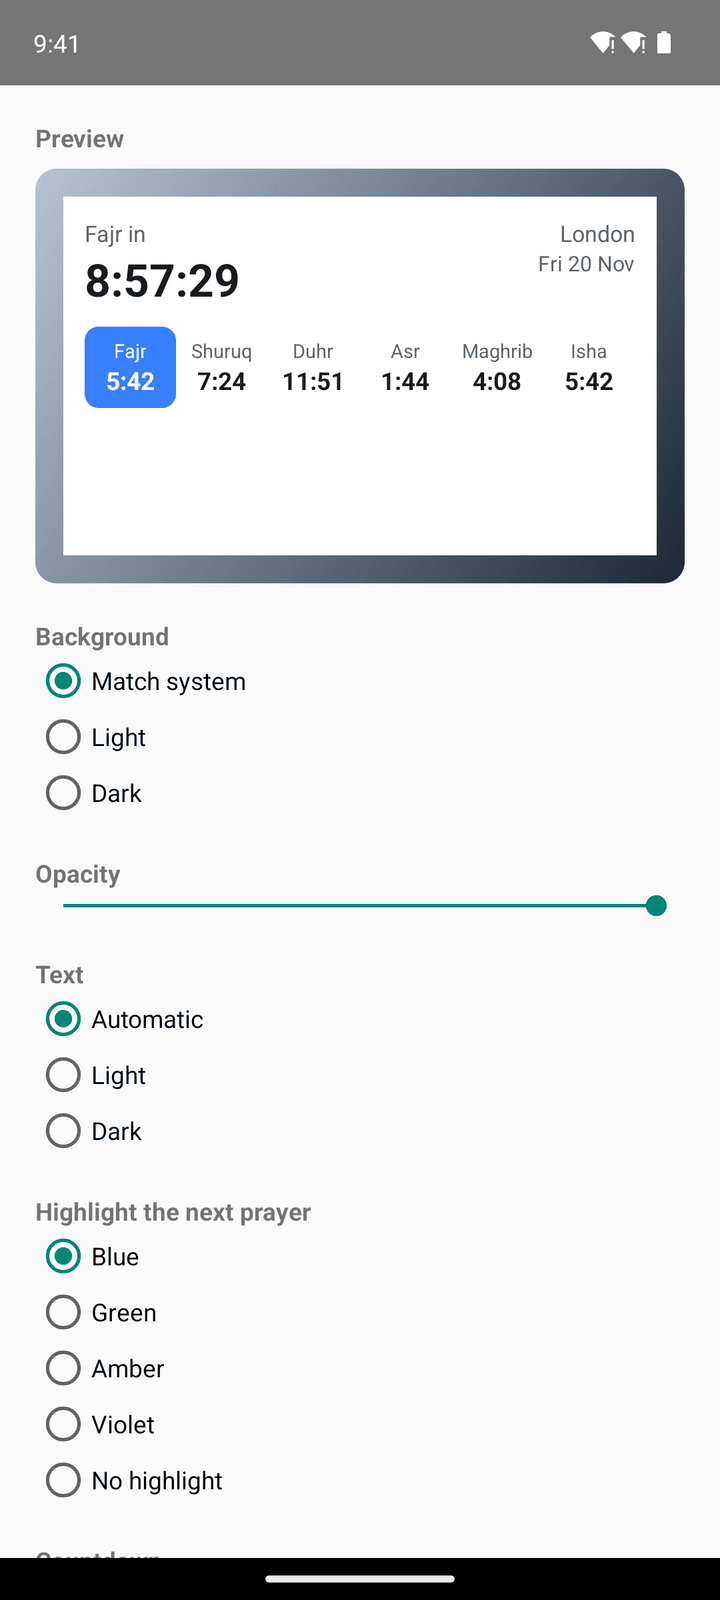 9:41
Preview
Fajr in
London
8:57:29
Fri 20 Nov
Fajr Shuruq Duhr Asr Maghrib Isha
5:42 7:24 11:51 1:44 4:08 5:42
Background
Match system
Light
Dark
Opacity
Text
Automatic
Light
Dark
Highlight the next prayer
Blue
Green
Amber
Violet
No highlight